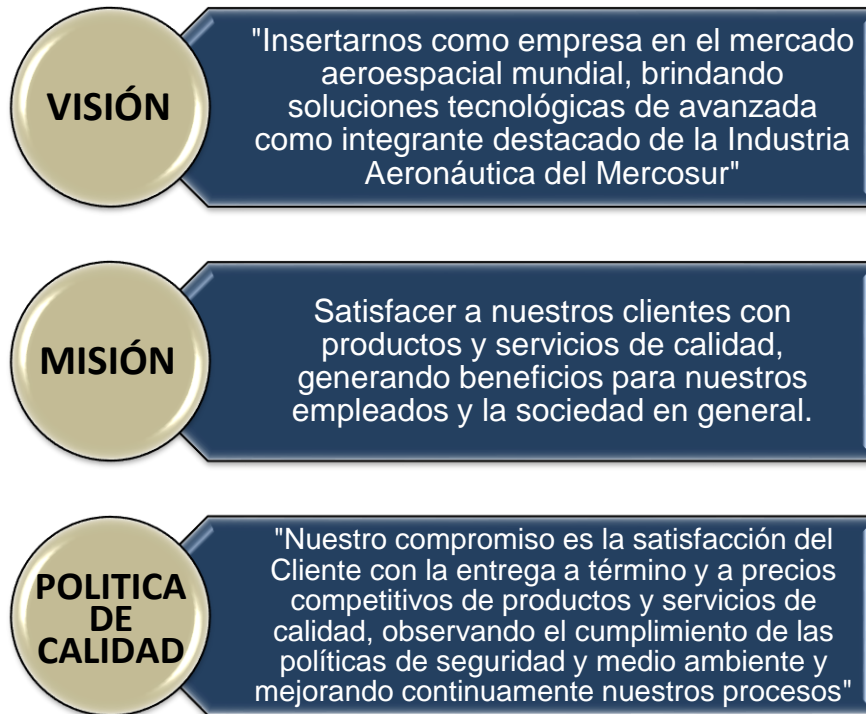 VISIÓN
"Insertarnos como empresa en el mercado
aeroespacial mundial, brindando
soluciones tecnológicas de avanzada
como integrante destacado de la Industria
Aeronáutica del Mercosur"
MISIÓN
Satisfacer a nuestros clientes con
productos y servicios de calidad,
generando beneficios para nuestros
empleados y la sociedad en general.
POLITICA
DE
CALIDAD
"Nuestro compromiso es la satisfacción del
Cliente con la entrega a término y a precios
competitivos de productos y servicios de
calidad, observando el cumplimiento de las
políticas de seguridad y medio ambiente y
mejorando continuamente nuestros procesos"